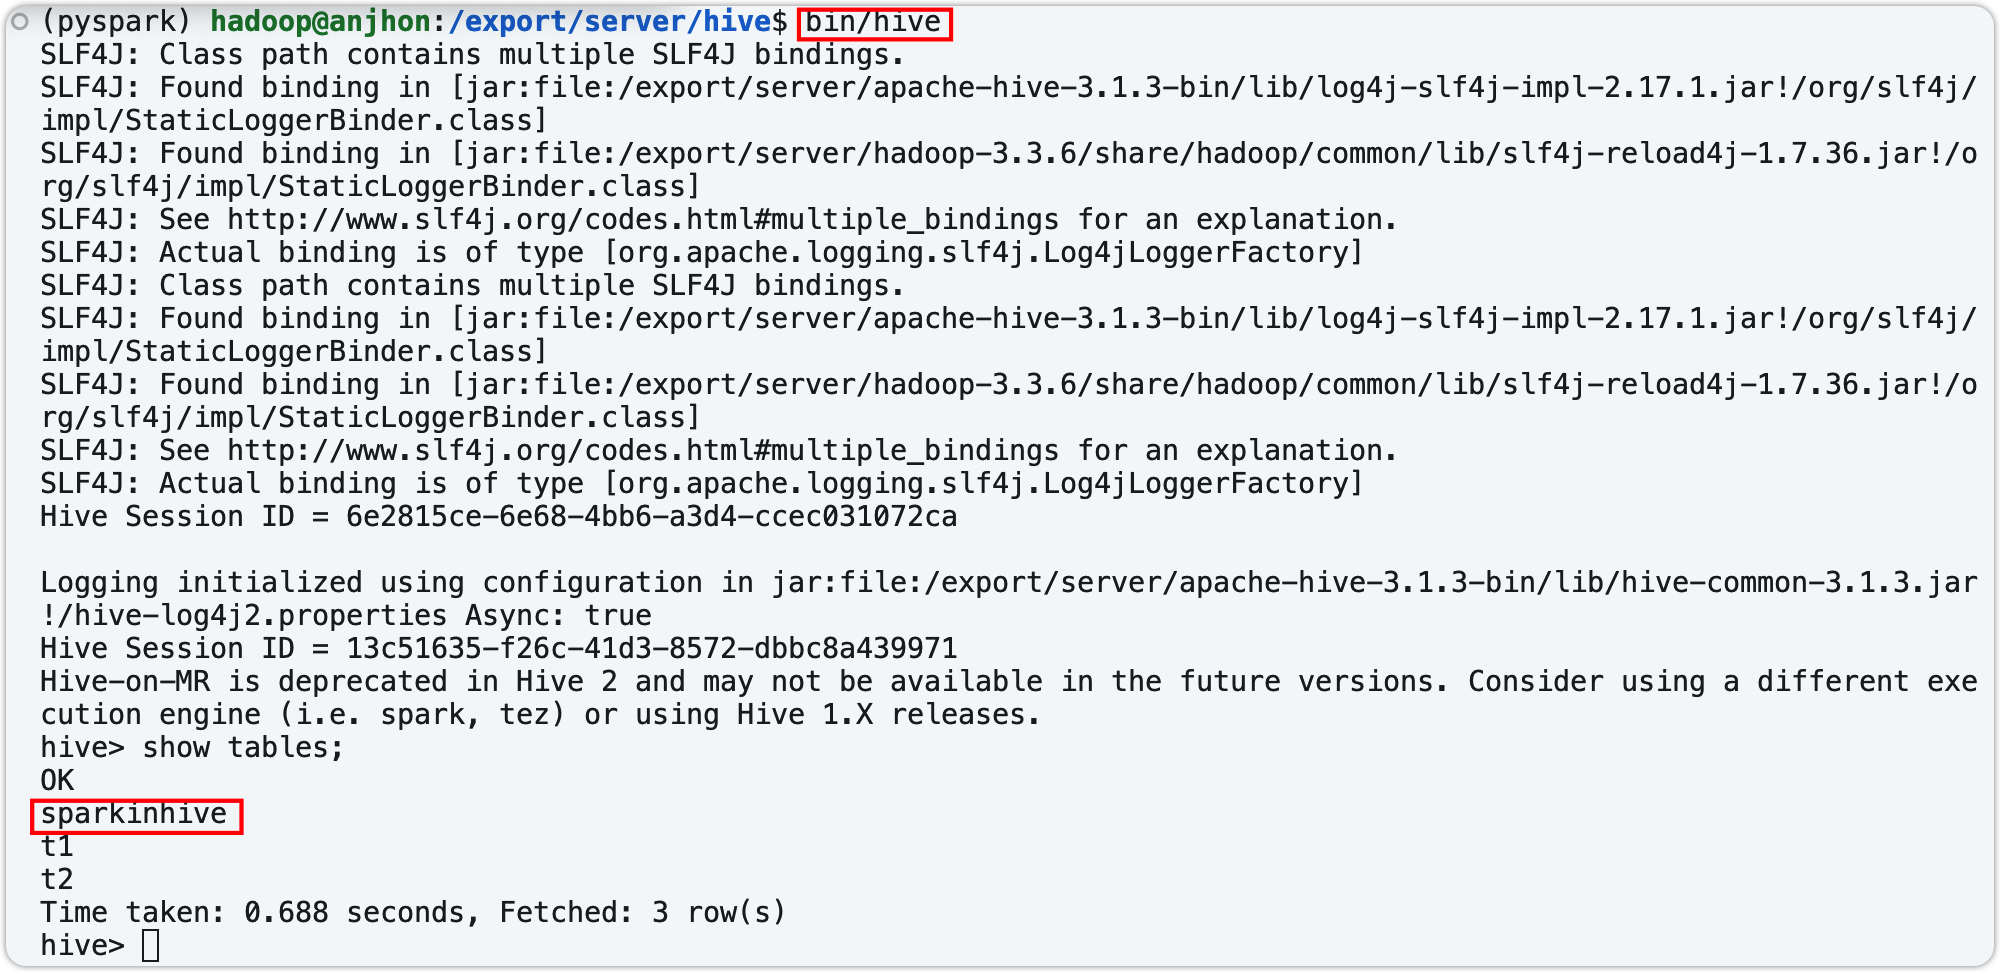 (pyspark) hadoop@anjhon:/export/server/hive$ bin/hive
SLF4J: Class path contains multiple SLF4J bindings.
SLF4J: Found binding in [jar:file:/export/server/apache-hive-3.1.3-bin/lib/log4j-slf4j-impl-2.17.1.jar!/org/slf4j/
impl/StaticLoggerBinder.class]
SLF4J: Found binding in [jar:file:/export/server/hadoop-3.3.6/share/hadoop/common/lib/slf4j-reload4j-1.7.36.jar!/o
rg/slf4j/impl/StaticLoggerBinder.class]
SLF4J: See http://www.slf4j.org/codes.html#multiple_bindings for an explanation.
SLF4J: Actual binding is of type [org.apache.logging.slf4j.Log4jLoggerFactory]
SLF4J: Class path contains multiple SLF4J bindings.
SLF4J: Found binding in [jar:file:/export/server/apache-hive-3.1.3-bin/lib/log4j-slf4j-impl-2.17.1.jar!/org/slf4j/
impl/StaticLoggerBinder.class]
SLF4J: Found binding in [jar:file:/export/server/hadoop-3.3.6/share/hadoop/common/lib/slf4j-reload4j-1.7.36.jar!/o
rg/slf4j/impl/StaticLoggerBinder.class]
SLF4J: See http://www.slf4j.org/codes.html#multiple_bindings for an explanation.
SLF4J: Actual binding is of type [org.apache.logging.slf4j.Log4jLoggerFactory]
Hive Session ID = 6e2815ce-6e68-4bb6-a3d4-ccec031072ca
Logging initialized using configuration in jar:file:/export/server/apache-hive-3.1.3-bin/lib/hive-common-3.1.3.jar
!/hive-log4j2.properties Async: true
Hive Session ID = 13c51635-f26c-41d3-8572-dbbc8a439971
Hive-on-MR is deprecated in Hive 2 and may not be available in the future versions. Consider using a different exe
cution engine (i.e. spark, tez) or using Hive 1.X releases.
hive> show tables;
OK
sparkinhive
t1
t2
Time taken: 0.688 seconds, Fetched: 3 row(s)
hive>